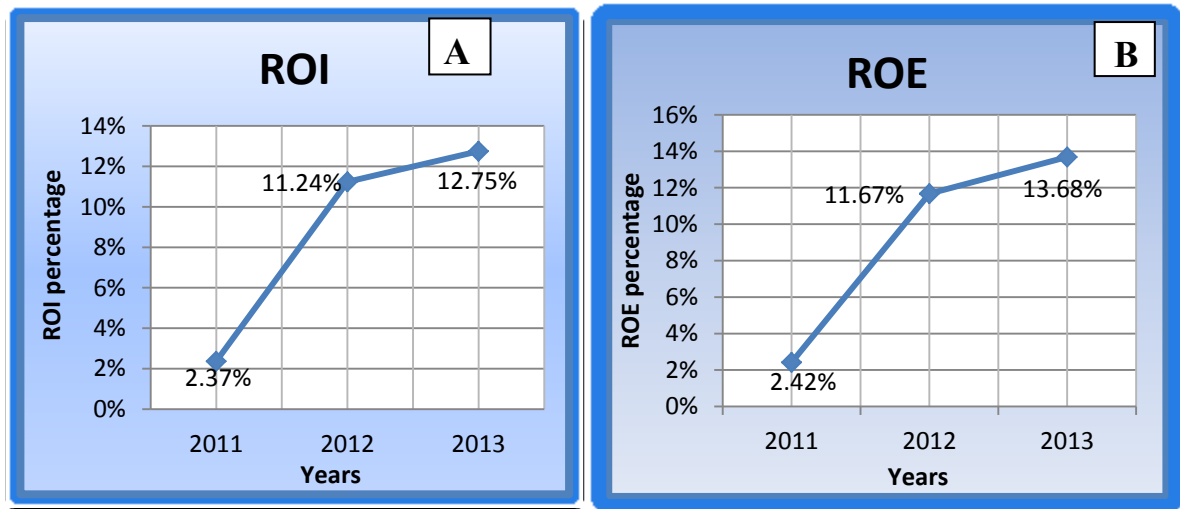 A
ROI
ROI percentage
14%
12%
10%
8%
6%
4%
2%
0%
2.37%
11.24%
12.75%
2011 2012 2013
Years
B
ROE
ROE percentage
16%
14%
12%
10%
8%
6%
4%
2%
0%
2.42%
11.67%
13.68%
2011 2012 2013
Years